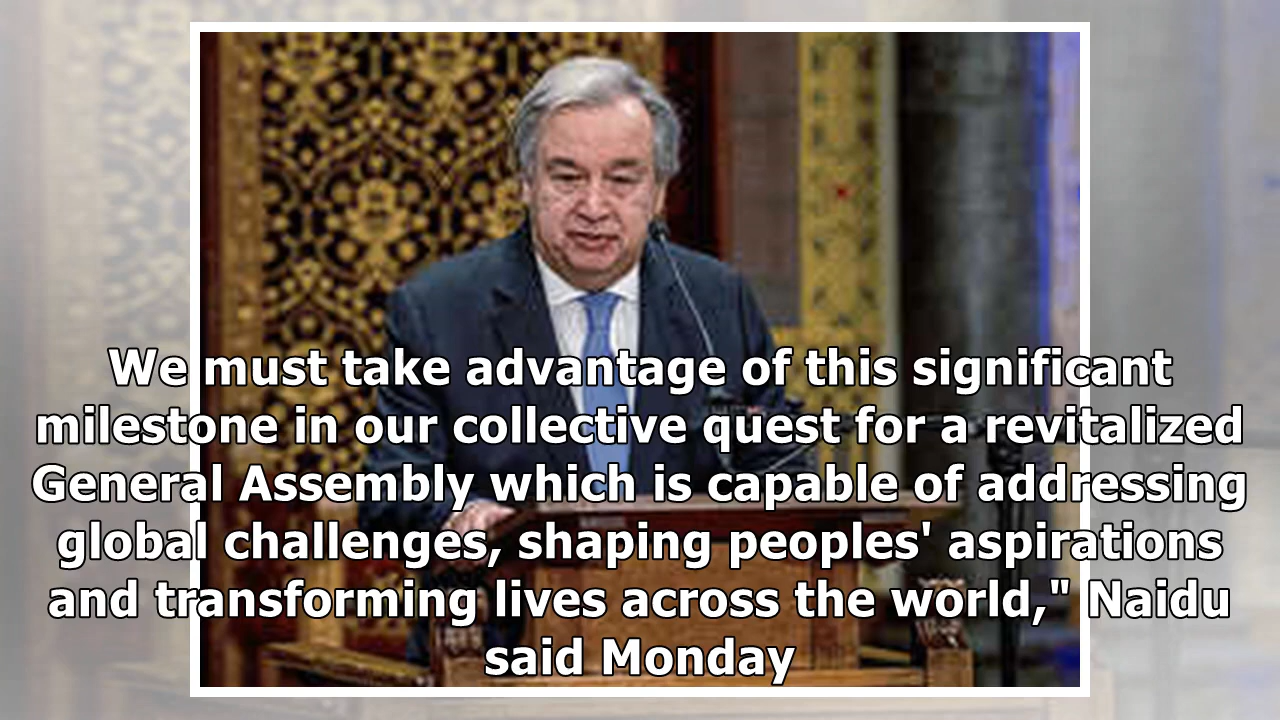 We must take advantage of this significant
milestone in our collective quest for a revitalized
General Assembly which is capable of addressing
global challenges, shaping peoples' aspirations
and transforming lives across the world," Naidu
said Monday